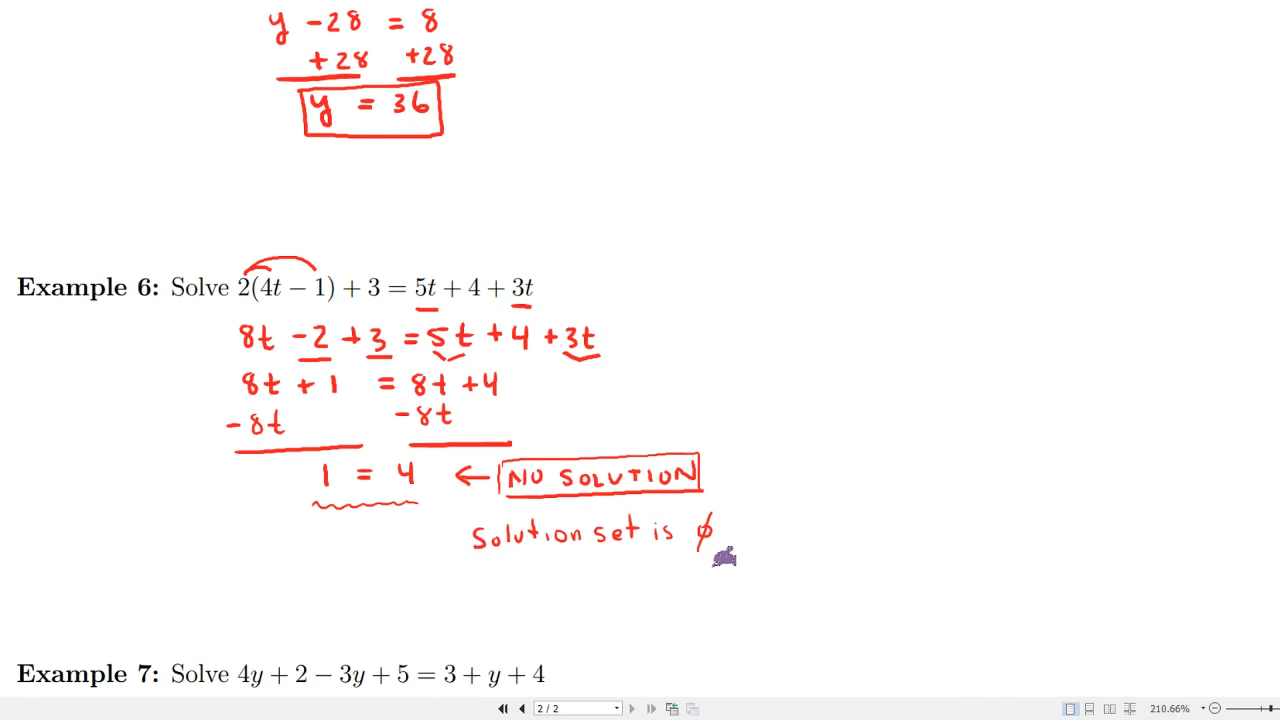 y - 28 = 8
+28 +28
y = 36
Example 6: Solve 2(4t − 1) + 3 = 5t + 4 + 3t
8t - 2 + 3 = 5t + 4 + 3t
8t + 1 = 8t + 4
-8t -8t
1 = 4 ← NO SOLUTION
Solution set is ∅
Example 7: Solve 4y + 2 − 3y + 5 = 3 + y + 4
2 / 2
210.66%